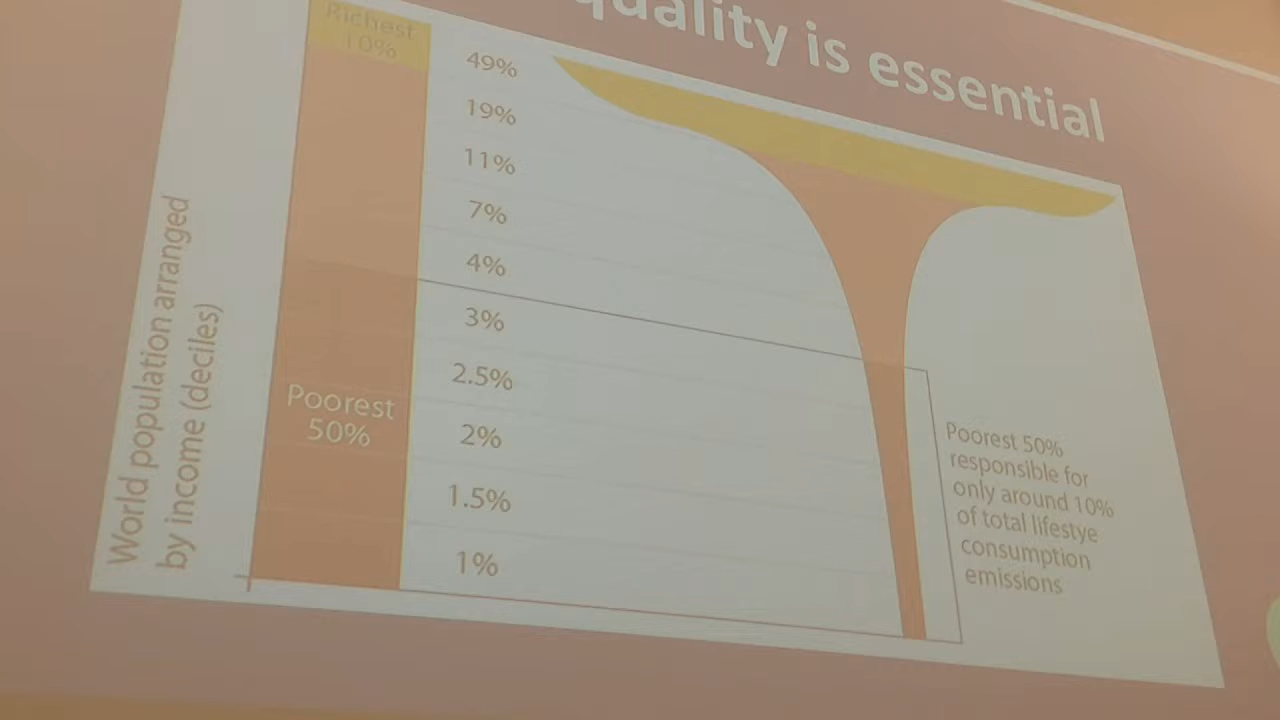 quality is essential
Richest
10%
49%
19%
11%
7%
4%
3%
2.5%
2%
1.5%
1%
World population arranged
by income (deciles)
Poorest
50%
Poorest 50%
responsible for
only around 10%
of total lifestye
consumption
emissions